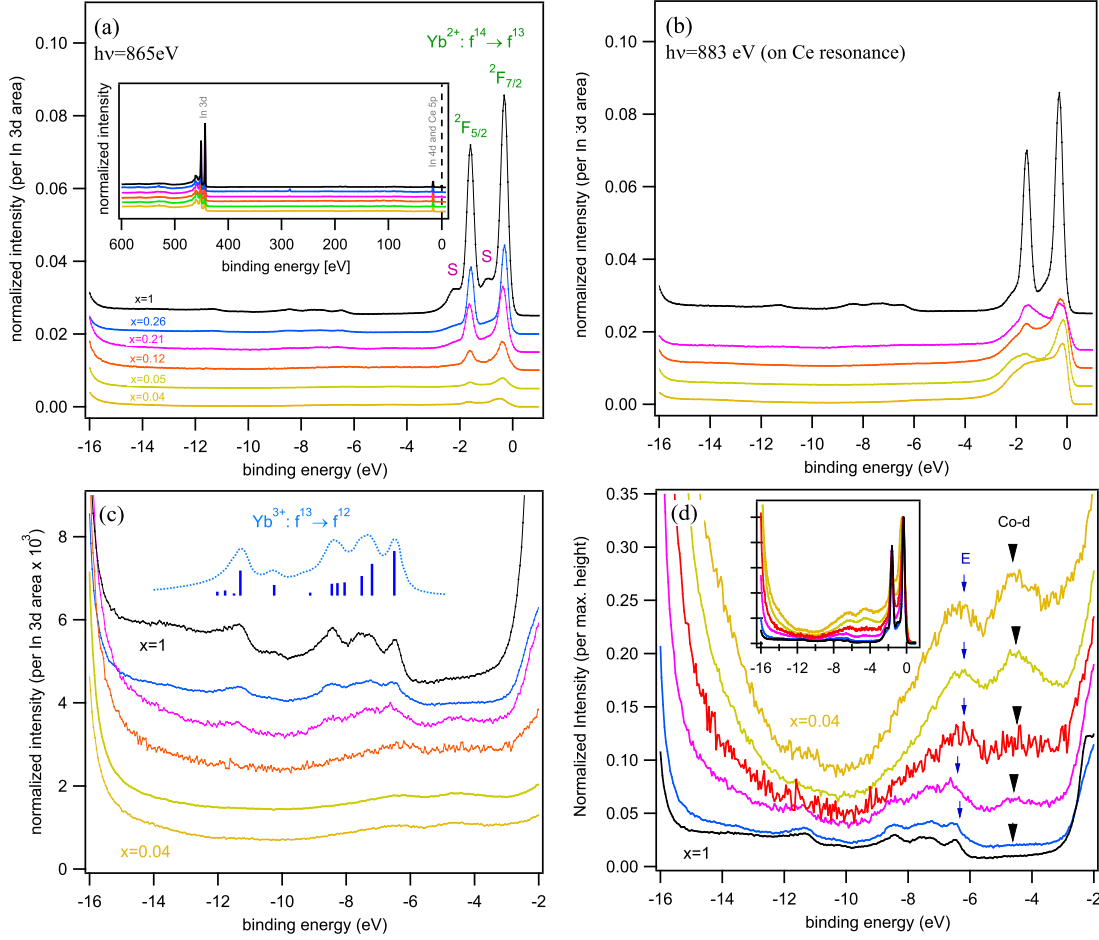 (a)
hν=865eV
Yb2+: f14 → f13
2F7/2
2F5/2
S
S
normalized intensity (per In 3d area)
0.10
0.08
0.06
0.04
0.02
0.00
x=1
x=0.26
x=0.21
x=0.12
x=0.05
x=0.04
-16 -14 -12 -10 -8 -6 -4 -2 0
binding energy (eV)
normalized intensity
In 3d
In 4d and Ce 5p
600 500 400 300 200 100 0
binding energy [eV]
(b)
hν=883 eV (on Ce resonance)
normalized intensity (per In 3d area)
0.10
0.08
0.06
0.04
0.02
0.00
-16 -14 -12 -10 -8 -6 -4 -2 0
binding energy (eV)
(c)
Yb3+: f13 → f12
normalized intensity (per In 3d area x 103)
8
6
4
2
0
x=1
x=0.04
-16 -14 -12 -10 -8 -6 -4 -2
binding energy (eV)
(d)
Co-d
E
Normalized Intensity (per max. height)
0.35
0.30
0.25
0.20
0.15
0.10
0.05
0.00
-16 -12 -8 -4 0
x=0.04
x=1
-16 -14 -12 -10 -8 -6 -4 -2
binding energy (eV)